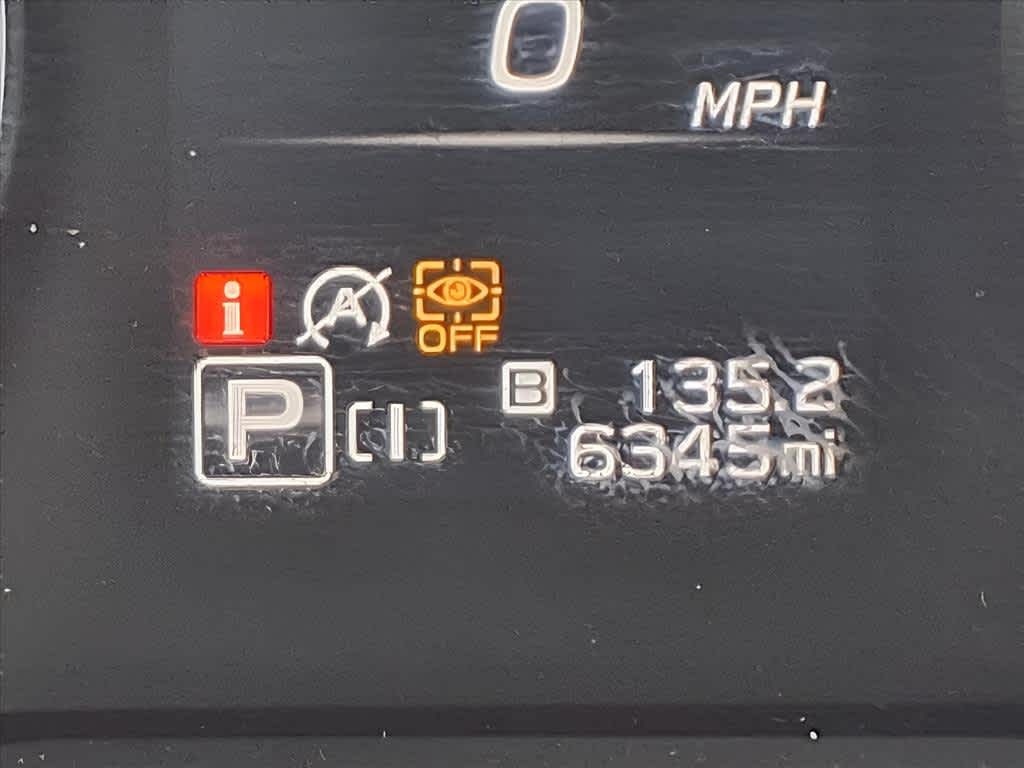 0
MPH
i A
OFF
P [I] B 135.2
6345mi